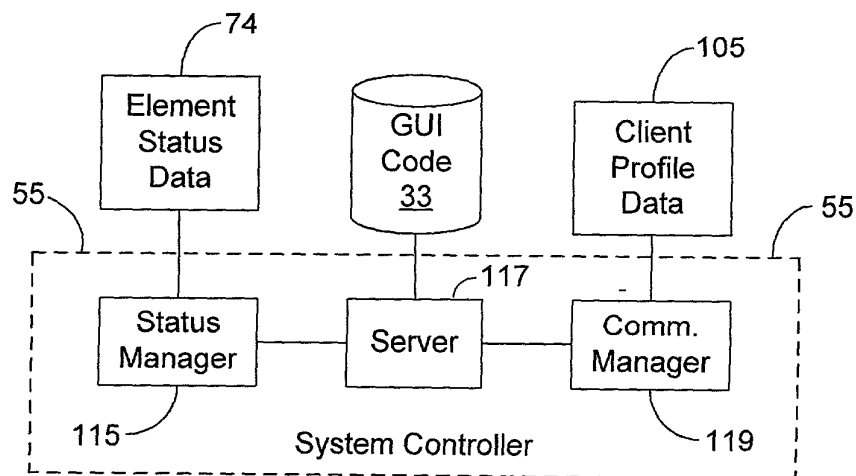 74
105
Element
Status
Data
GUI
Code
33
Client
Profile
Data
55
55
117
Status
Manager
Server
Comm.
Manager
115
119
System Controller